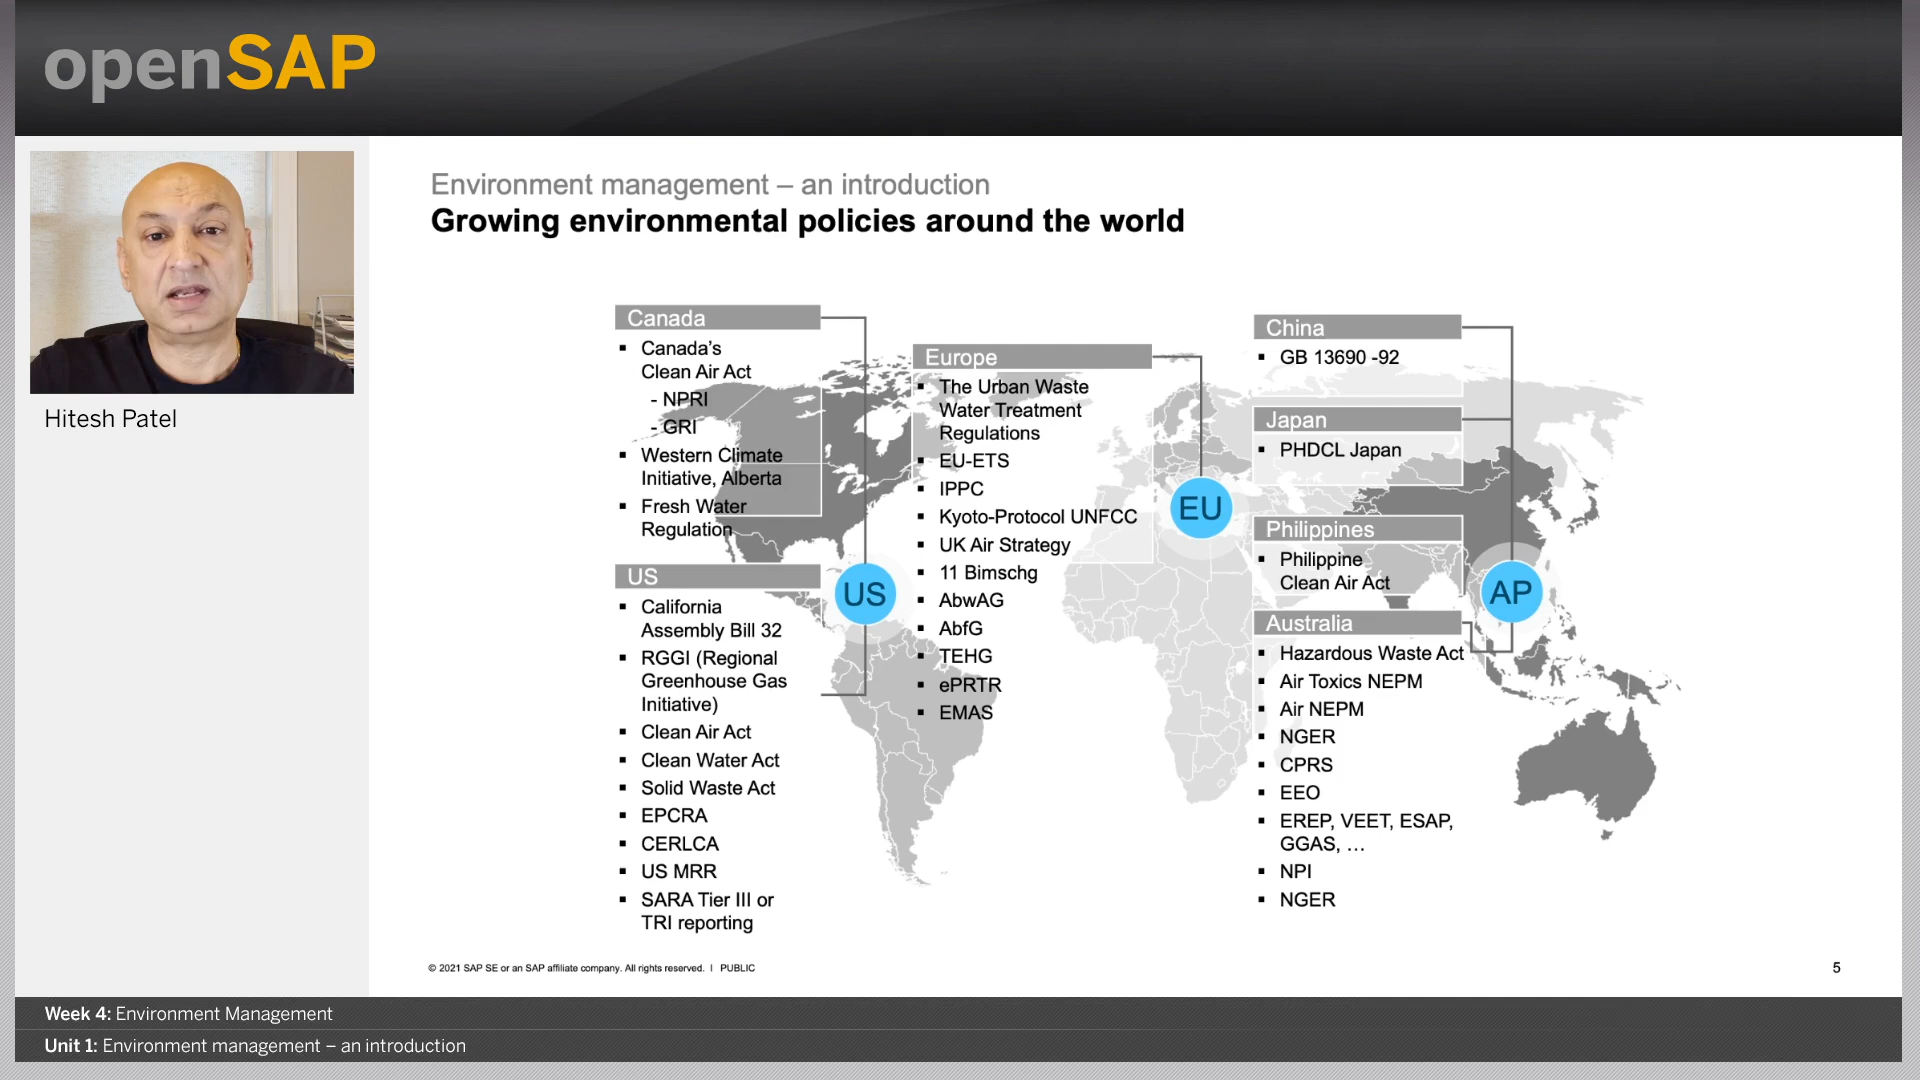 openSAP
Hitesh Patel
Environment management – an introduction
Growing environmental policies around the world
Canada
▪ Canada's
Clean Air Act
- NPRI
- GRI
▪ Western Climate
Initiative, Alberta
▪ Fresh Water
Regulation
US
▪ California
Assembly Bill 32
▪ RGGI (Regional
Greenhouse Gas
Initiative)
▪ Clean Air Act
▪ Clean Water Act
▪ Solid Waste Act
▪ EPCRA
▪ CERLCA
▪ US MRR
▪ SARA Tier III or
TRI reporting
US
Europe
▪ The Urban Waste
Water Treatment
Regulations
▪ EU-ETS
▪ IPPC
▪ Kyoto-Protocol UNFCC
▪ UK Air Strategy
▪ 11 Bimschg
▪ AbwAG
▪ AbfG
▪ TEHG
▪ ePRTR
▪ EMAS
EU
China
▪ GB 13690 -92
Japan
▪ PHDCL Japan
Philippines
▪ Philippine
Clean Air Act
Australia
▪ Hazardous Waste Act
▪ Air Toxics NEPM
▪ Air NEPM
▪ NGER
▪ CPRS
▪ EEO
▪ EREP, VEET, ESAP,
GGAS, …
▪ NPI
▪ NGER
AP
© 2021 SAP SE or an SAP affiliate company. All rights reserved. I PUBLIC
5
Week 4: Environment Management
Unit 1: Environment management – an introduction